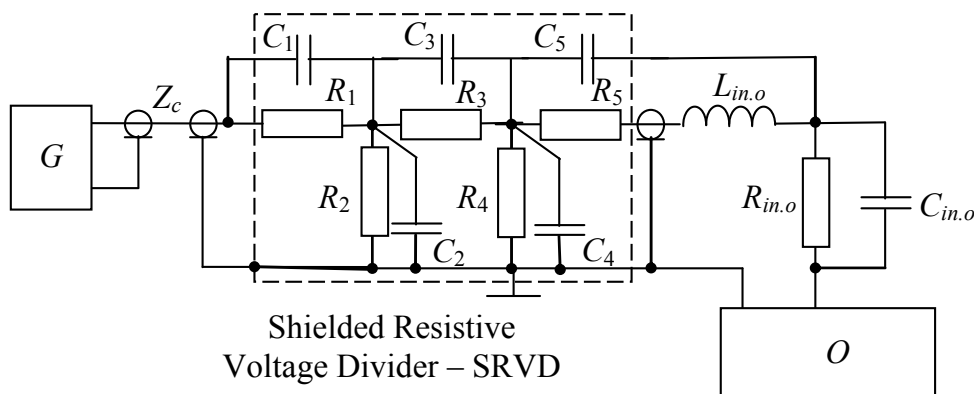 C1 C3 C5
Zc R1 R3 R5 Lin.o
G
R2 R4 Rin.o Cin.o
C2 C4
Shielded Resistive
Voltage Divider – SRVD
O